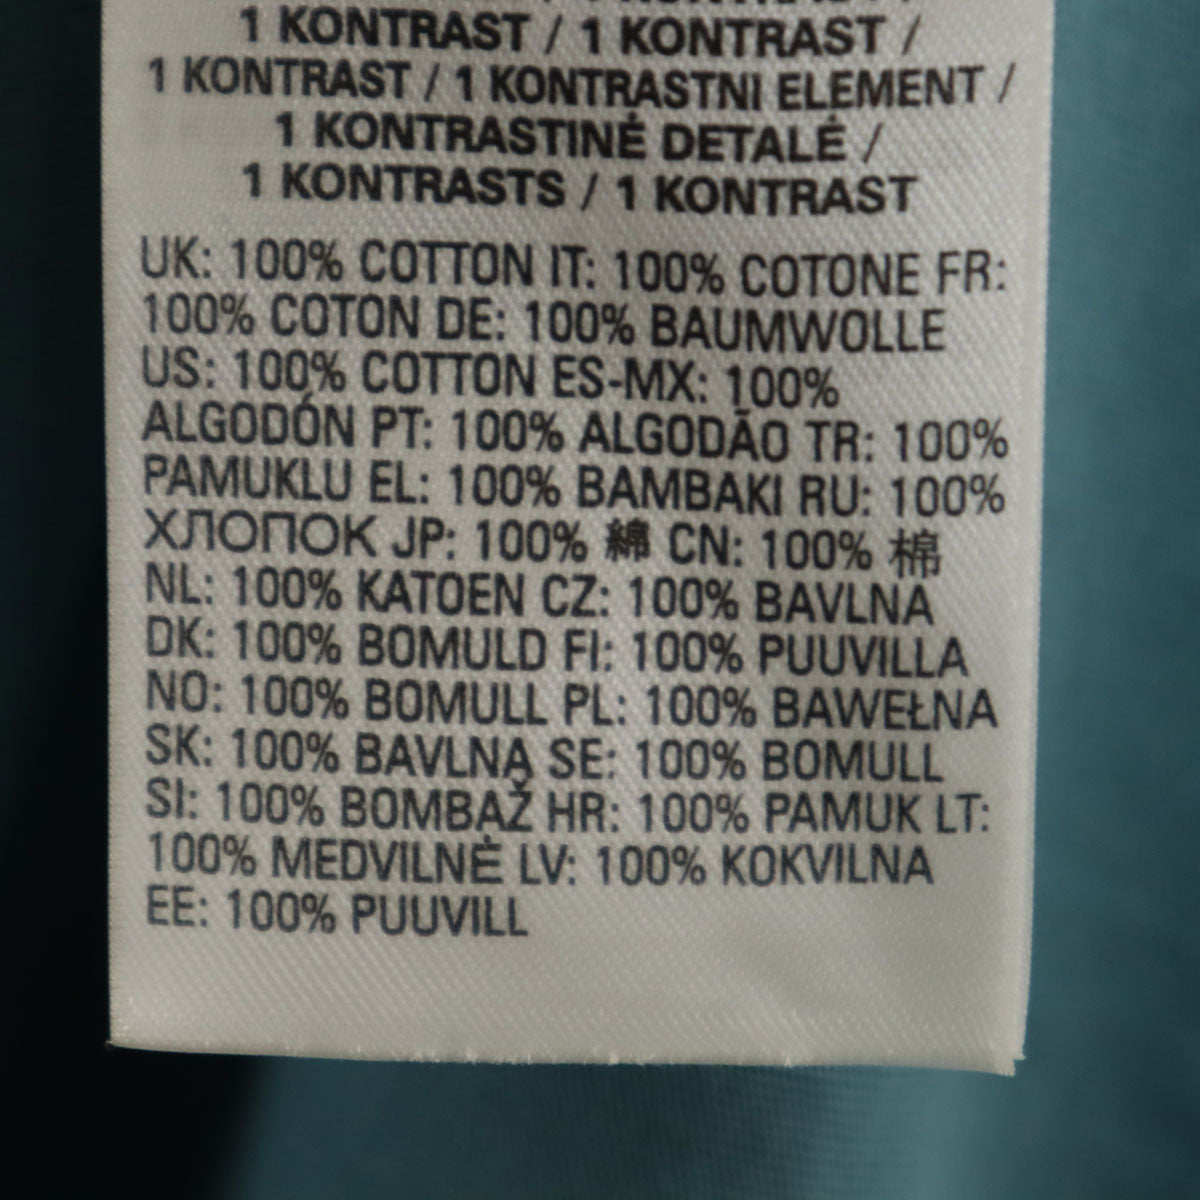 1 KONTRAST / 1 KONTRAST /
1 KONTRAST / 1 KONTRASTNI ELEMENT /
1 KONTRASTINĖ DETALĖ /
1 KONTRASTS / 1 KONTRAST
UK: 100% COTTON IT: 100% COTONE FR:
100% COTON DE: 100% BAUMWOLLE
US: 100% COTTON ES-MX: 100%
ALGODÓN PT: 100% ALGODÃO TR: 100%
PAMUKLU EL: 100% BAMBAKI RU: 100%
ХЛОПОК JP: 100% 綿 CN: 100% 棉
NL: 100% KATOEN CZ: 100% BAVLNA
DK: 100% BOMULD FI: 100% PUUVILLA
NO: 100% BOMULL PL: 100% BAWEŁNA
SK: 100% BAVLNA SE: 100% BOMULL
SI: 100% BOMBAŽ HR: 100% PAMUK LT:
100% MEDVILNĖ LV: 100% KOKVILNA
EE: 100% PUUVILL